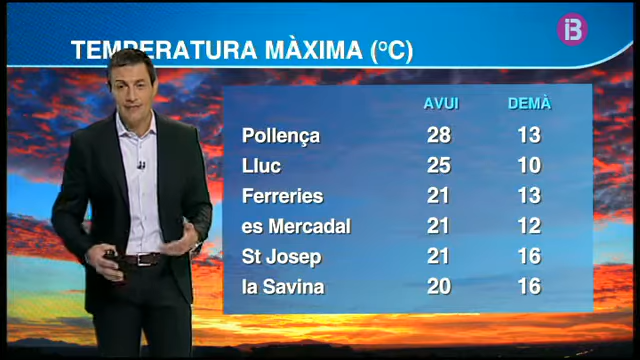 TEMPERATURA MÀXIMA (ºC)
AVUI DEMÀ
Pollença 28 13
Lluc 25 10
Ferreries 21 13
es Mercadal 21 12
St Josep 21 16
la Savina 20 16